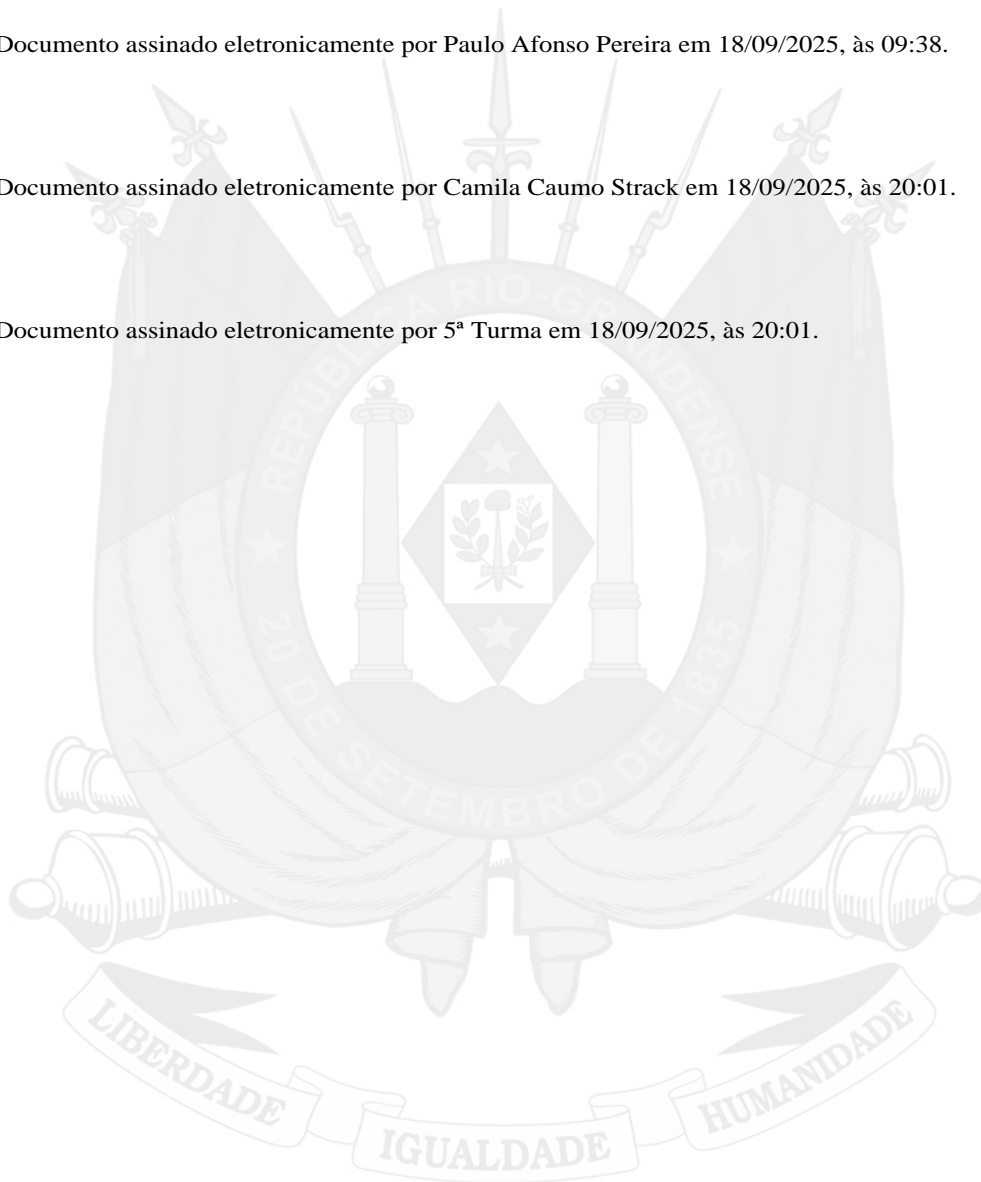 Documento assinado eletronicamente por Paulo Afonso Pereira em 18/09/2025, às 09:38.
Documento assinado eletronicamente por Camila Caumo Strack em 18/09/2025, às 20:01.
Documento assinado eletronicamente por 5ª Turma em 18/09/2025, às 20:01.
REPÚBLICA RIO-GRANDENSE
20 DE SETEMBRO DE 1835
LIBERDADE
IGUALDADE
HUMANIDADE